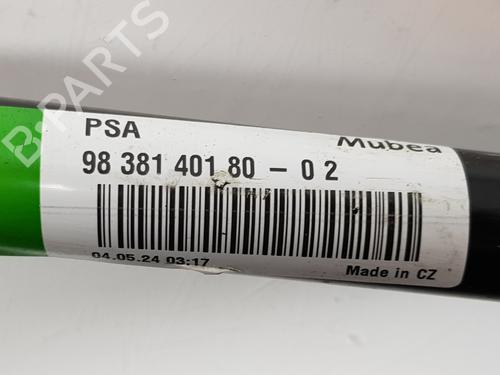 PSA
Mubea
98 381 401 80 - 0 2
04.05.24 03:17
Made in CZ
B-PARTS